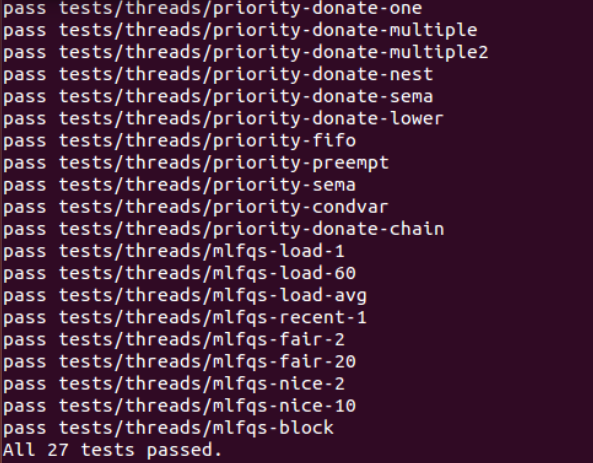 pass tests/threads/priority-donate-one
pass tests/threads/priority-donate-multiple
pass tests/threads/priority-donate-multiple2
pass tests/threads/priority-donate-nest
pass tests/threads/priority-donate-sema
pass tests/threads/priority-donate-lower
pass tests/threads/priority-fifo
pass tests/threads/priority-preempt
pass tests/threads/priority-sema
pass tests/threads/priority-condvar
pass tests/threads/priority-donate-chain
pass tests/threads/mlfqs-load-1
pass tests/threads/mlfqs-load-60
pass tests/threads/mlfqs-load-avg
pass tests/threads/mlfqs-recent-1
pass tests/threads/mlfqs-fair-2
pass tests/threads/mlfqs-fair-20
pass tests/threads/mlfqs-nice-2
pass tests/threads/mlfqs-nice-10
pass tests/threads/mlfqs-block
All 27 tests passed.